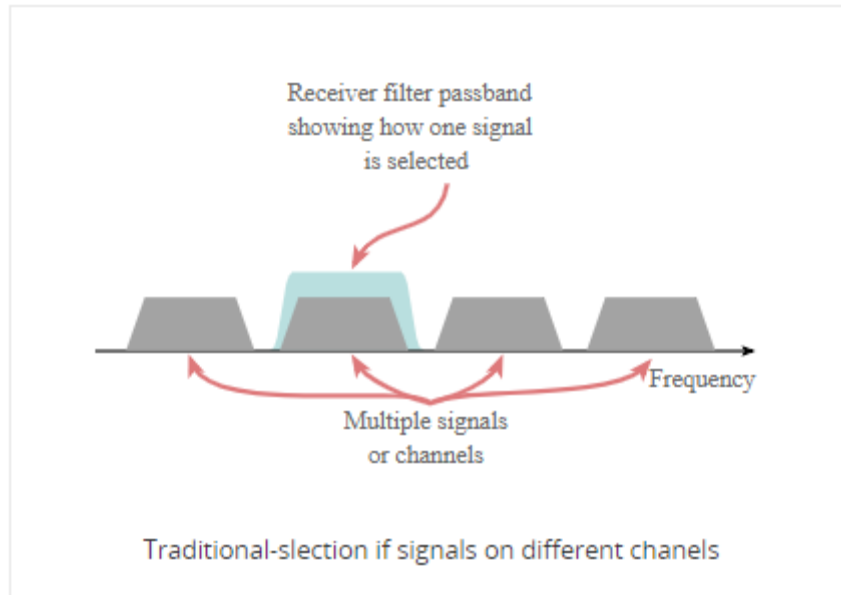 Receiver filter passband
showing how one signal
is selected
Frequency
Multiple signals
or channels
Traditional-slection if signals on different chanels